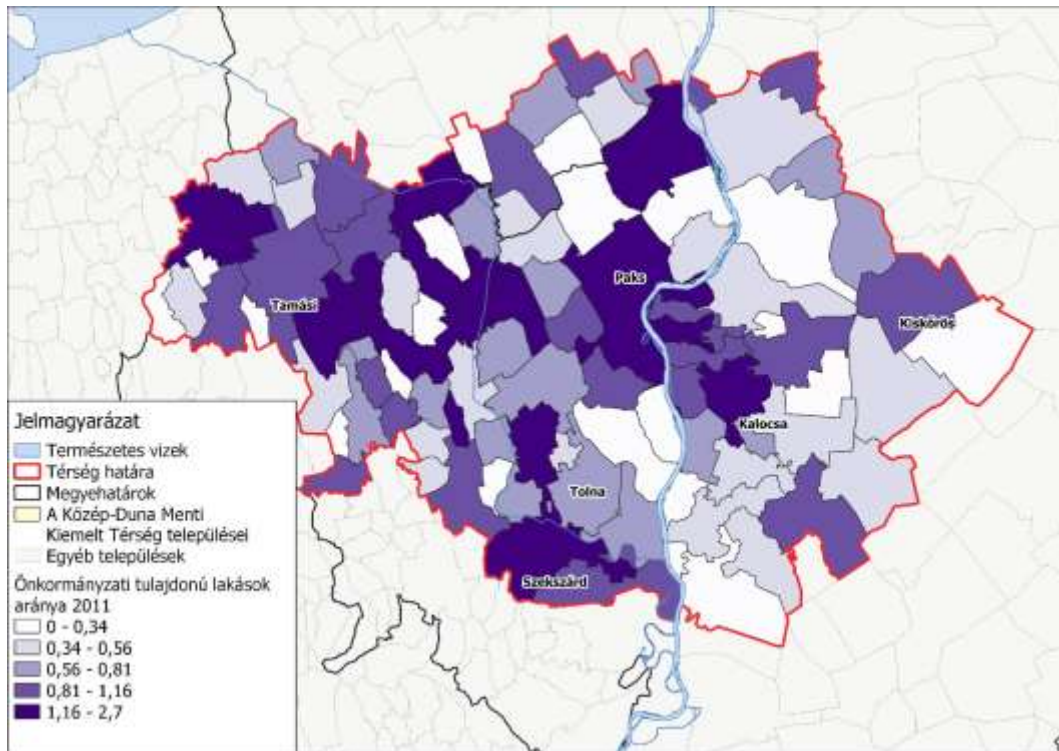 Paks
Tamási
Kiskőrös
Kalocsa
Tolna
Szekszárd
Jelmagyarázat
Természetes vizek
Térség határa
Megyehatárok
A Közép-Duna Menti
Kiemelt Térség települései
Egyéb települések
Önkormányzati tulajdonú lakások
aránya 2011
0 - 0,34
0,34 - 0,56
0,56 - 0,81
0,81 - 1,16
1,16 - 2,7